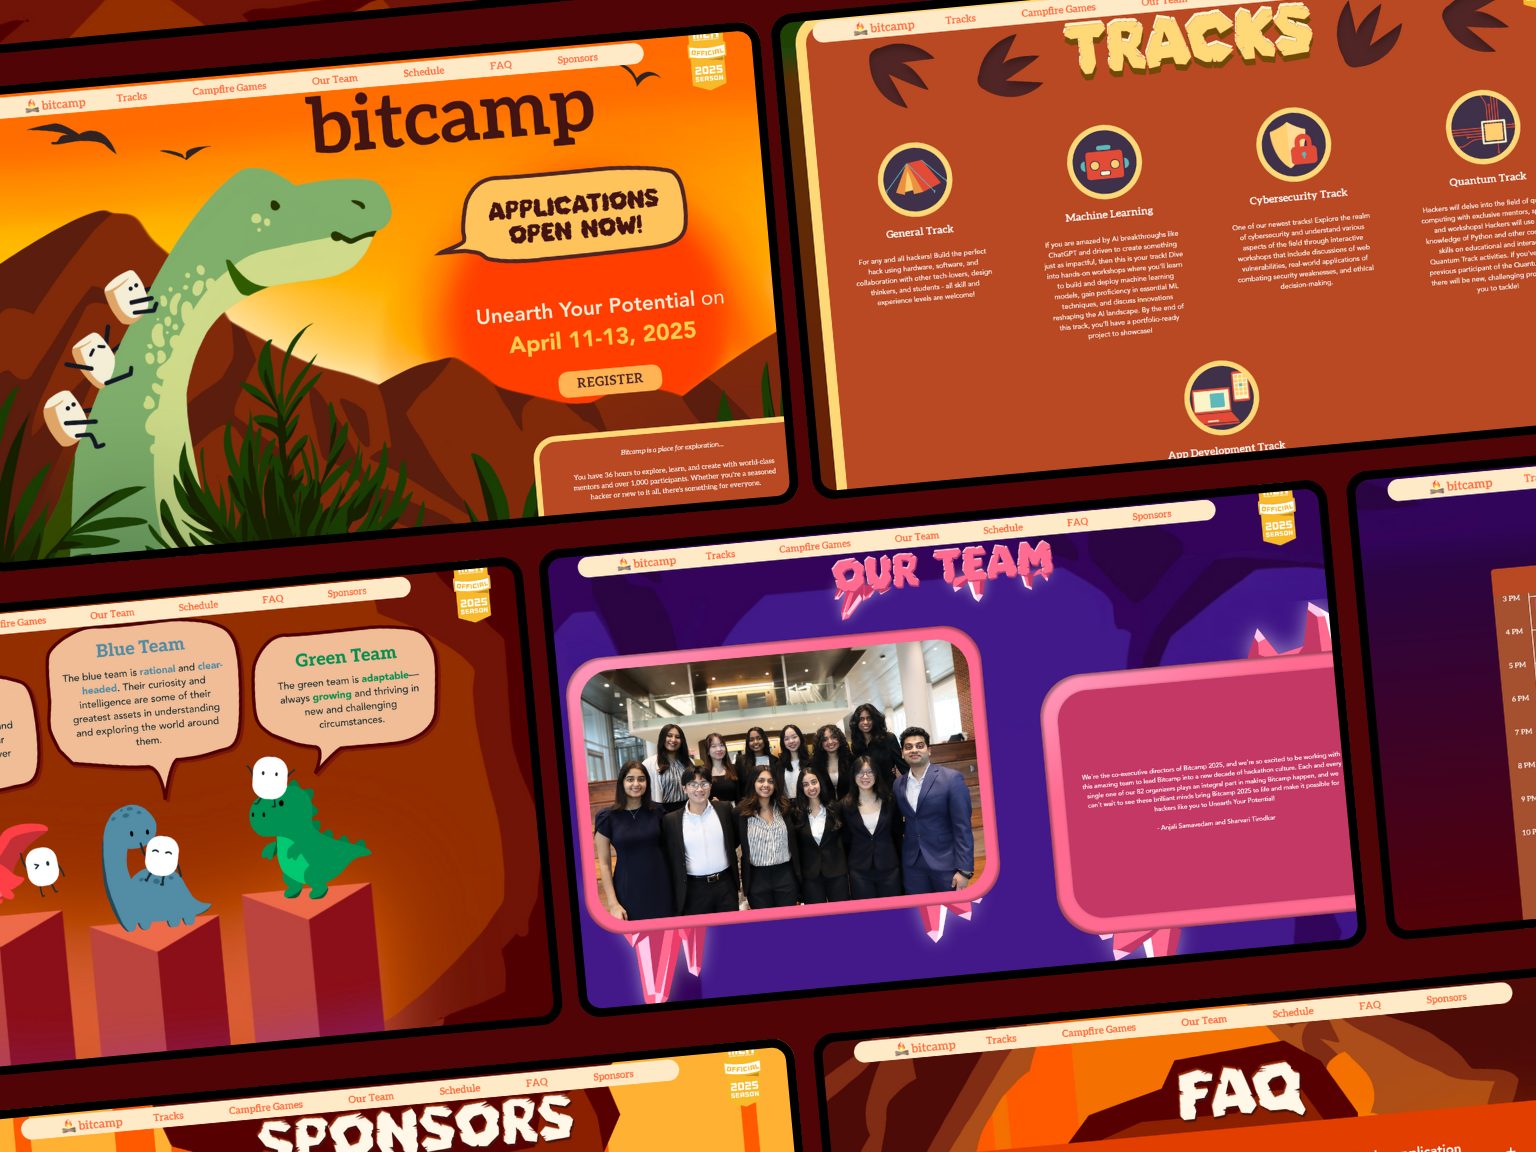 bitcamp
Tracks
Campfire Games
Our Team
Schedule
FAQ
Sponsors
OFFICIAL
2025
SEASON
bitcamp
APPLICATIONS
OPEN NOW!
Unearth Your Potential on
April 11-13, 2025
REGISTER
Bitcamp is a place for exploration...
You have 36 hours to explore, learn, and create with world-class
mentors and over 1,000 participants. Whether you're a seasoned
hacker or new to it all, there's something for everyone.
bitcamp
Tracks
Campfire Games
Our Team
TRACKS
General Track
For any and all hackers! Build the perfect
hack using hardware, software, and
collaboration with other tech-lovers, design
thinkers, and students - all skill and
experience levels are welcome!
Machine Learning
If you are amazed by AI breakthroughs like
ChatGPT and driven to create something
just as impactful, then this is your track! Dive
into hands-on workshops where you'll learn
to build and deploy machine learning
models, gain proficiency in essential ML
techniques, and discuss innovations
reshaping the AI landscape. By the end of
this track, you'll have a portfolio-ready
project to showcase!
Cybersecurity Track
One of our newest tracks! Explore the realm
of cybersecurity and understand various
aspects of the field through interactive
workshops that include discussions of web
vulnerabilities, real-world applications of
combating security weaknesses, and ethical
decision-making.
Quantum Track
Hackers will delve into the field of
computing with exclusive mentors,
and workshops! Hackers will use
knowledge of Python and other
skills on educational and
Quantum Track activities. If you've
previous participant of the
there will be new, challenging
you to tackle!
App Development Track
Games
Our Team
Schedule
FAQ
Sponsors
OFFICIAL
2025
SEASON
Blue Team
The blue team is rational and clear-
headed. Their curiosity and
intelligence are some of their
greatest assets in understanding
and exploring the world around
them.
Green Team
The green team is adaptable—
always growing and thriving in
new and challenging
circumstances.
bitcamp
Tracks
Campfire Games
Our Team
Schedule
FAQ
Sponsors
OFFICIAL
2025
SEASON
OUR TEAM
We're the co-executive directors of Bitcamp 2025, and we're so excited to be working with
this amazing team to lead Bitcamp into a new decade of hackathon culture. Each and every
single one of our 82 organizers plays an integral part in making Bitcamp happen, and we
can't wait to see these brilliant minds bring Bitcamp 2025 to life and make it possible for
hackers like you to Unearth Your Potential!
- Anjali Samavedam and Sharvari Tirodkar
bitcamp
3 PM
4 PM
5 PM
6 PM
7 PM
8 PM
9 PM
bitcamp
Tracks
Campfire Games
Our Team
Schedule
FAQ
Sponsors
OFFICIAL
2025
SEASON
SPONSORS
bitcamp
Tracks
Campfire Games
Our Team
Schedule
FAQ
Sponsors
FAQ